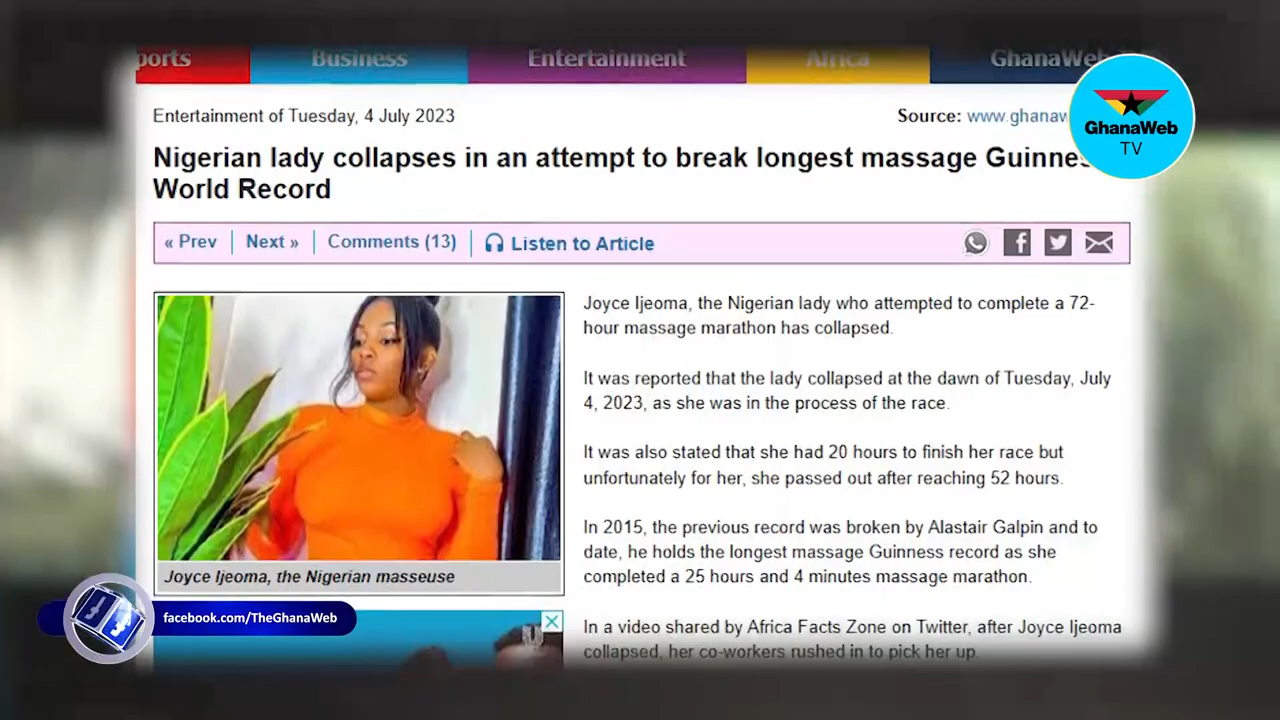 ports
Business
Entertainment
Africa
GhanaWeb
GhanaWeb
TV
Entertainment of Tuesday, 4 July 2023
Source: www.ghanaw
Nigerian lady collapses in an attempt to break longest massage Guinness
World Record
« Prev
Next »
Comments (13)
Listen to Article
Joyce Ijeoma, the Nigerian lady who attempted to complete a 72-
hour massage marathon has collapsed.
It was reported that the lady collapsed at the dawn of Tuesday, July
4, 2023, as she was in the process of the race.
It was also stated that she had 20 hours to finish her race but
unfortunately for her, she passed out after reaching 52 hours.
In 2015, the previous record was broken by Alastair Galpin and to
date, he holds the longest massage Guinness record as she
completed a 25 hours and 4 minutes massage marathon.
In a video shared by Africa Facts Zone on Twitter, after Joyce Ijeoma
collapsed, her co-workers rushed in to pick her up.
Joyce Ijeoma, the Nigerian masseuse
facebook.com/TheGhanaWeb